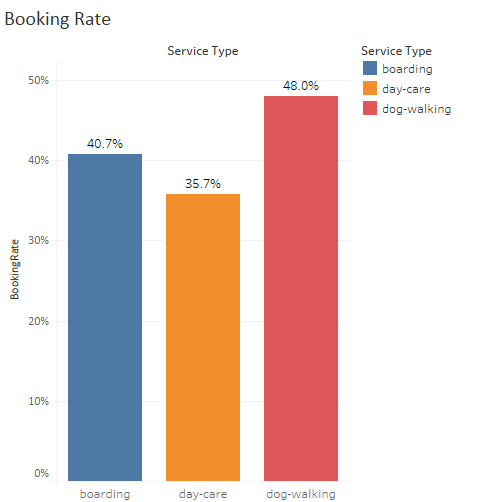 Booking Rate
Service Type
Service Type
boarding
day-care
dog-walking
50%
40%
30%
20%
10%
0%
BookingRate
40.7%
35.7%
48.0%
boarding
day-care
dog-walking